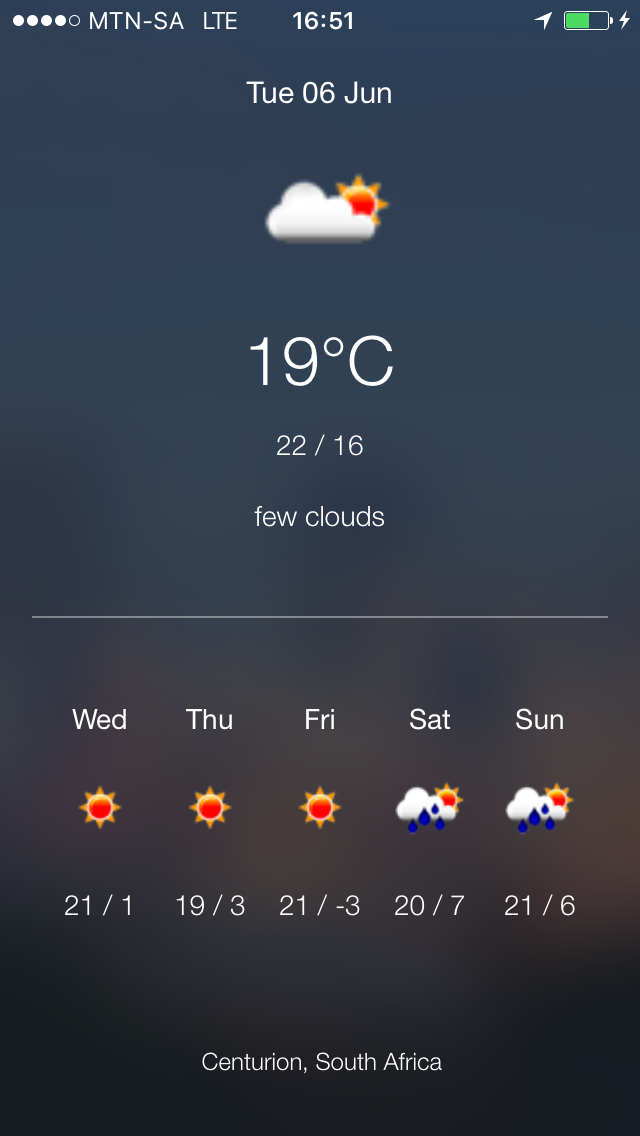 MTN-SA LTE 16:51
Tue 06 Jun
19°C
22 / 16
few clouds
Wed Thu Fri Sat Sun
21 / 1 19 / 3 21 / -3 20 / 7 21 / 6
Centurion, South Africa